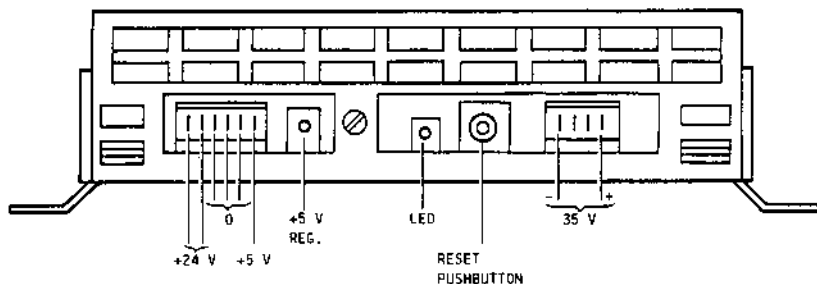 - +
0 +5 V LED 35 V
REG.
+24 V +5 V
RESET
PUSHBUTTON